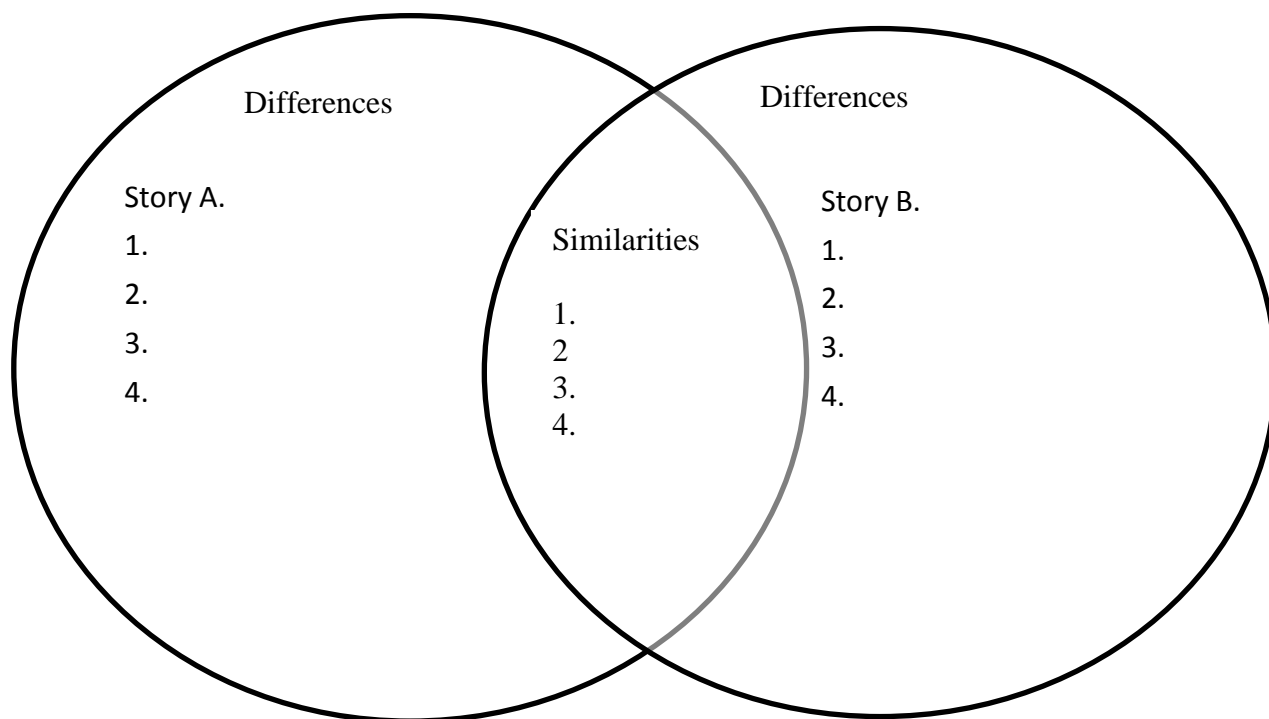 Differences
Story A.
1.
2.
3.
4.
Similarities
1.
2
3.
4.
Differences
Story B.
1.
2.
3.
4.